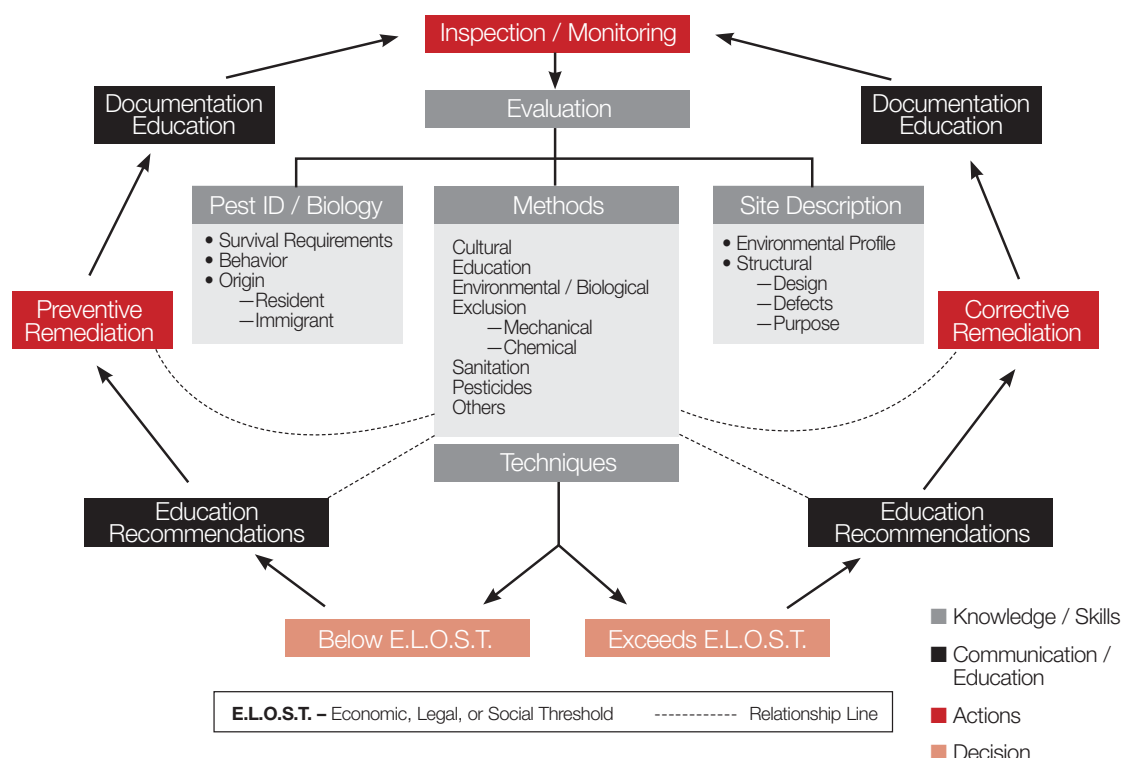 Inspection / Monitoring
Documentation
Education
Evaluation
Documentation
Education
Pest ID / Biology
• Survival Requirements
• Behavior
• Origin
—Resident
—Immigrant
Methods
Cultural
Education
Environmental / Biological
Exclusion
—Mechanical
—Chemical
Sanitation
Pesticides
Others
Site Description
• Environmental Profile
• Structural
—Design
—Defects
—Purpose
Preventive
Remediation
Corrective
Remediation
Techniques
Education
Recommendations
Education
Recommendations
Below E.L.O.S.T.
Exceeds E.L.O.S.T.
E.L.O.S.T. – Economic, Legal, or Social Threshold
Relationship Line
Knowledge / Skills
Communication /
Education
Actions
Decision